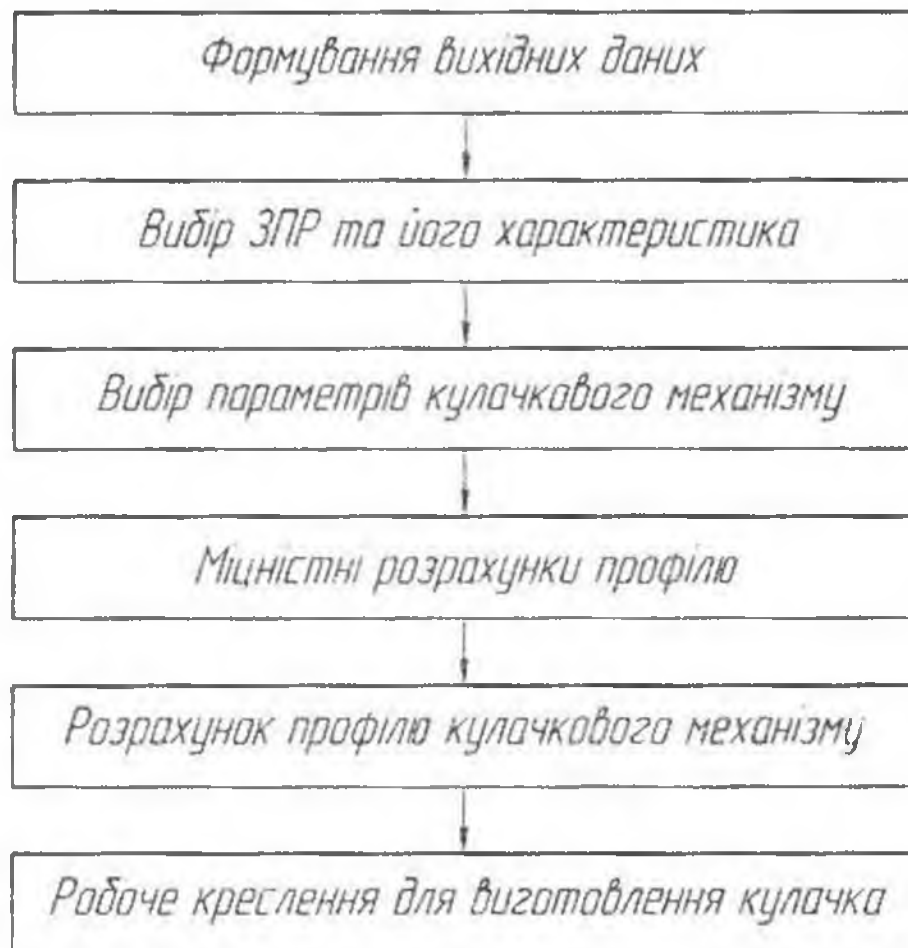 Формування вихідних даних
Вибір ЗПР та його характеристика
Вибір параметрів кулачкового механізму
Міцністні розрахунки профілю
Розрахунок профілю кулачкового механізму
Робоче креслення для виготовлення кулачка